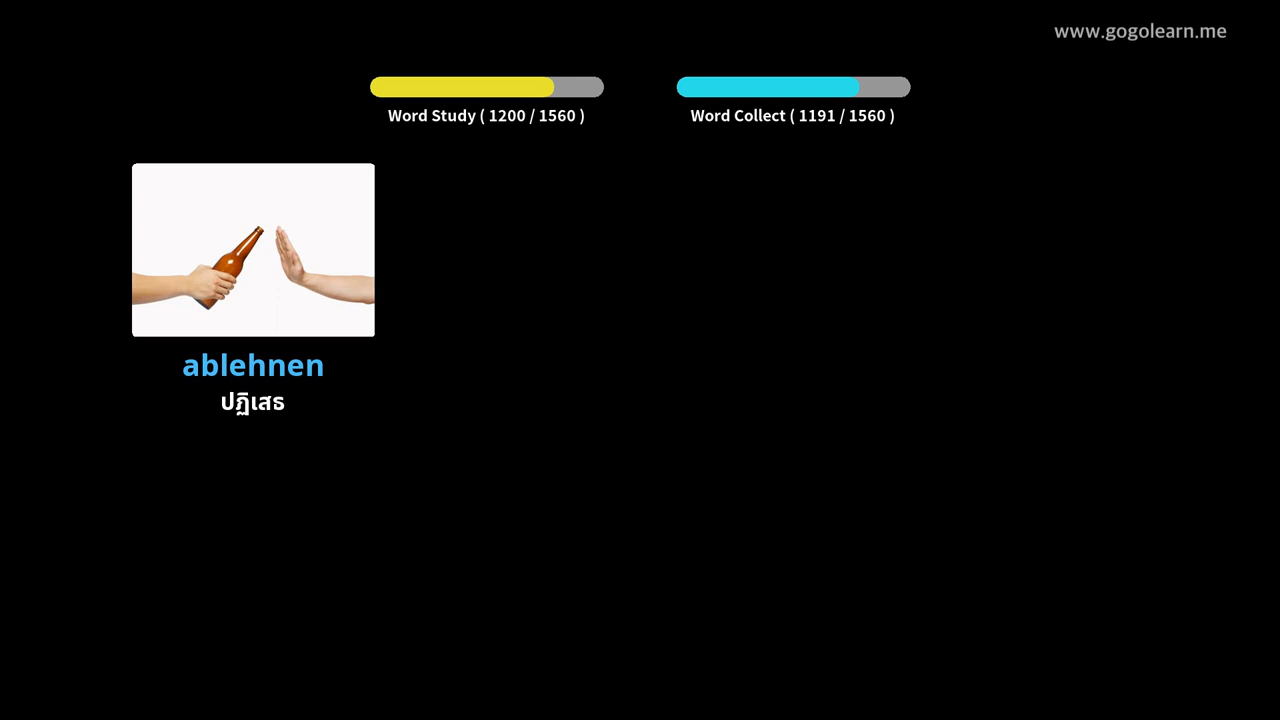 www.gogolearn.me
Word Study ( 1200 / 1560 )
Word Collect ( 1191 / 1560 )
ablehnen
ปฏิเสธ